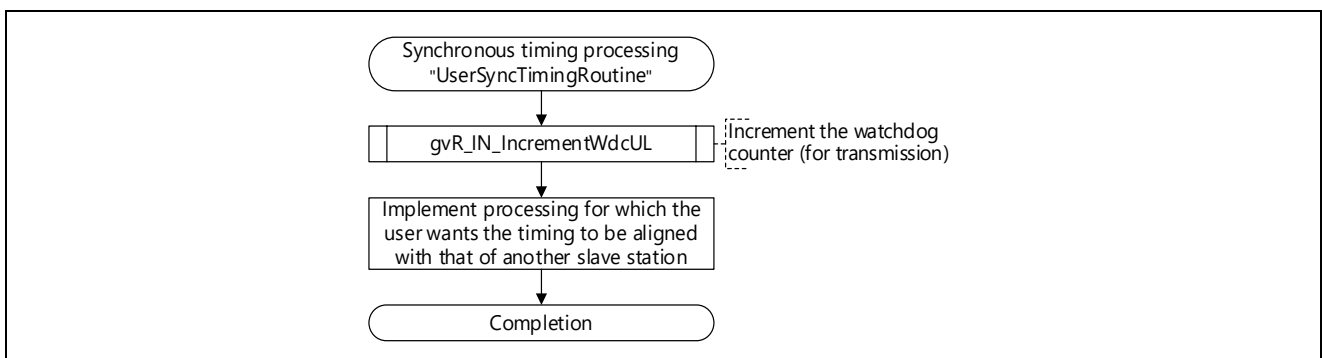 Synchronous timing processing
"UserSyncTimingRoutine"
gvR_IN_IncrementWdcUL
Increment the watchdog
counter (for transmission)
Implement processing for which the
user wants the timing to be aligned
with that of another slave station
Completion